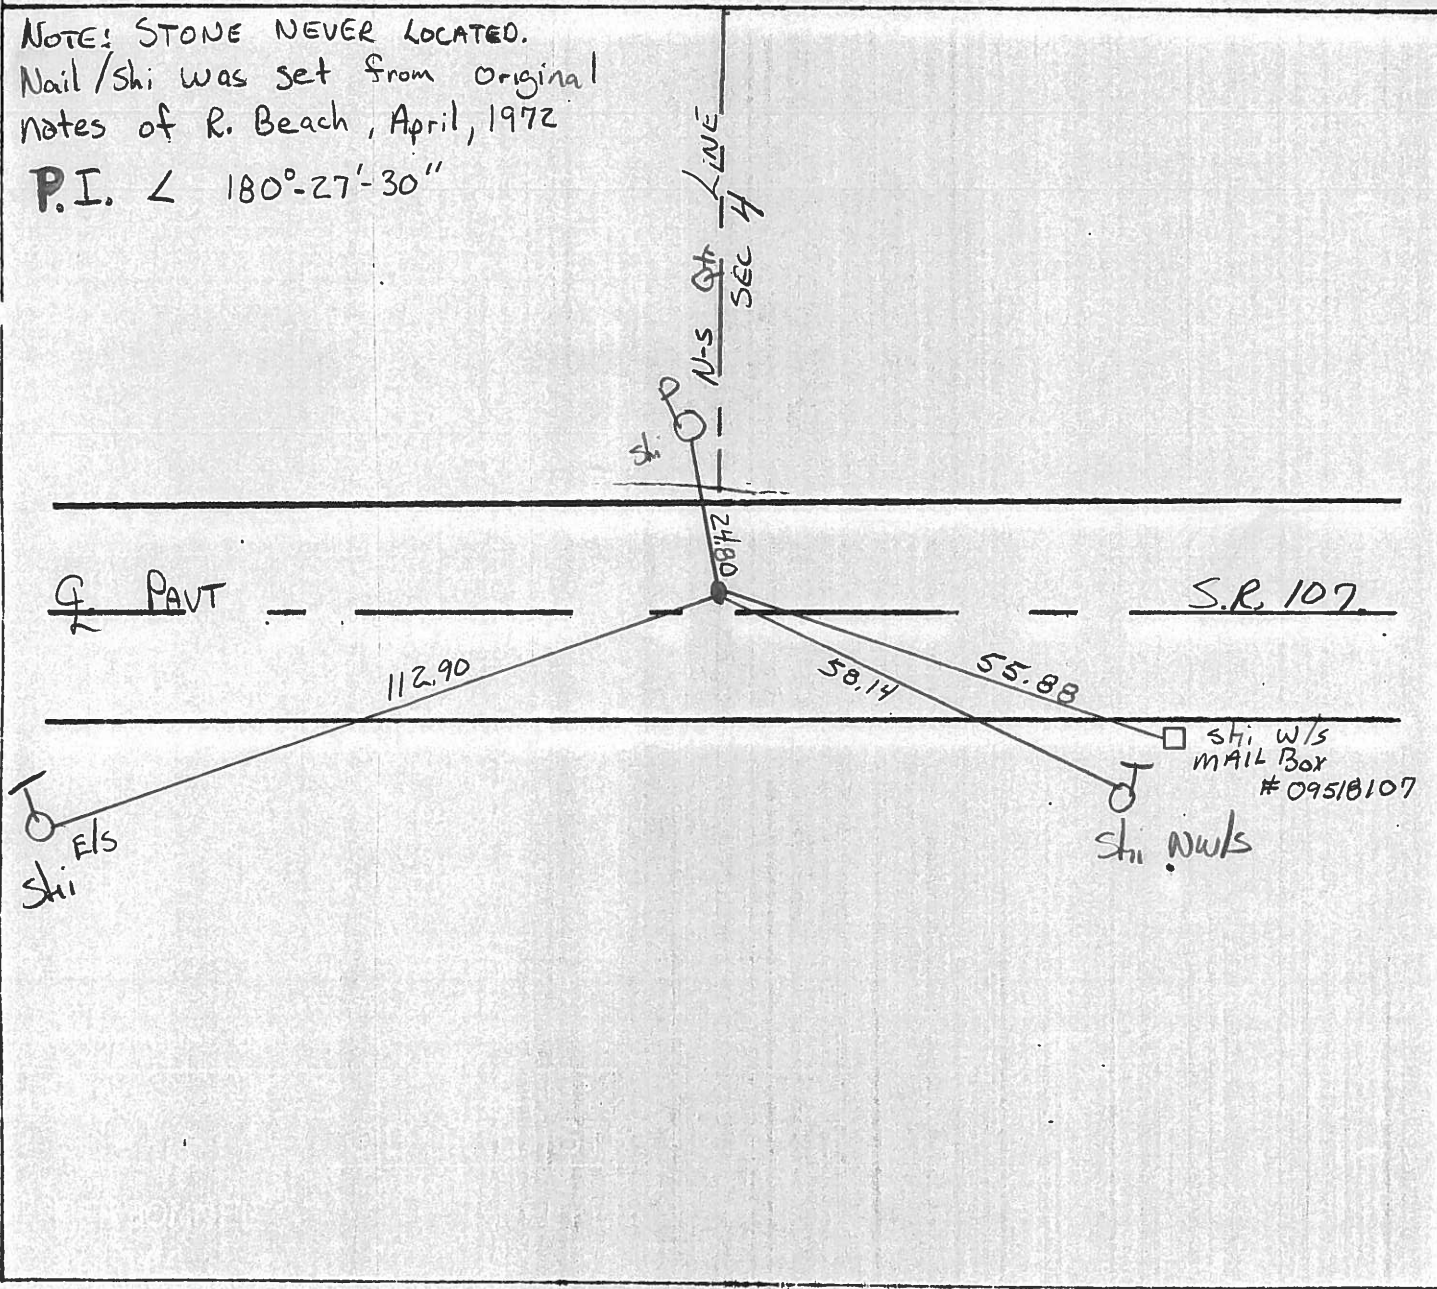 NOTE: STONE NEVER LOCATED.
Nail/shi was set from original
notes of R. Beach, April, 1972
P.I. ∠ 180°-27'-30"
N-S Qtr LINE
SEC 4
P
shi
24.80
℄ PAVT
S.R. 107
112.90
58.14
55.88
shi w/s
MAIL Box
# 09518107
T
E/S
shi
T
shi NW/s